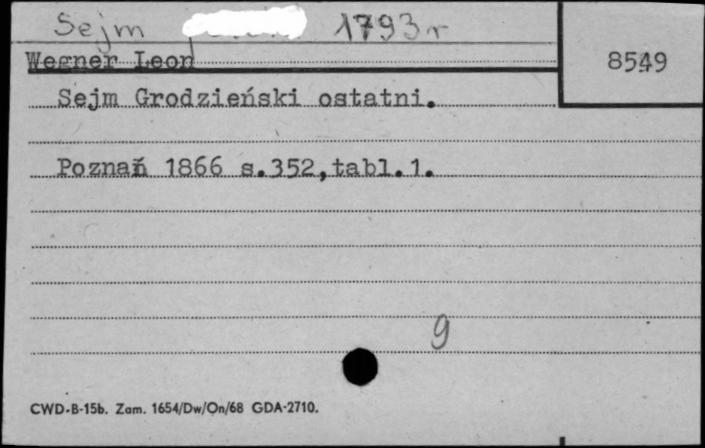 Sejm 1793 r
8549
Wegner Leon
Sejm Grodzieński ostatni.
Poznań 1866 s.352,tabl.1.
9
CWD-B-15b. Zam. 1654/Dw/On/68 GDA-2710.